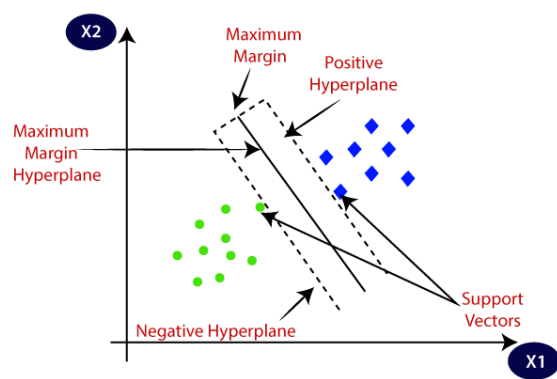 X2
Maximum
Margin
Positive
Hyperplane
Maximum
Margin
Hyperplane
Support
Vectors
Negative Hyperplane
X1